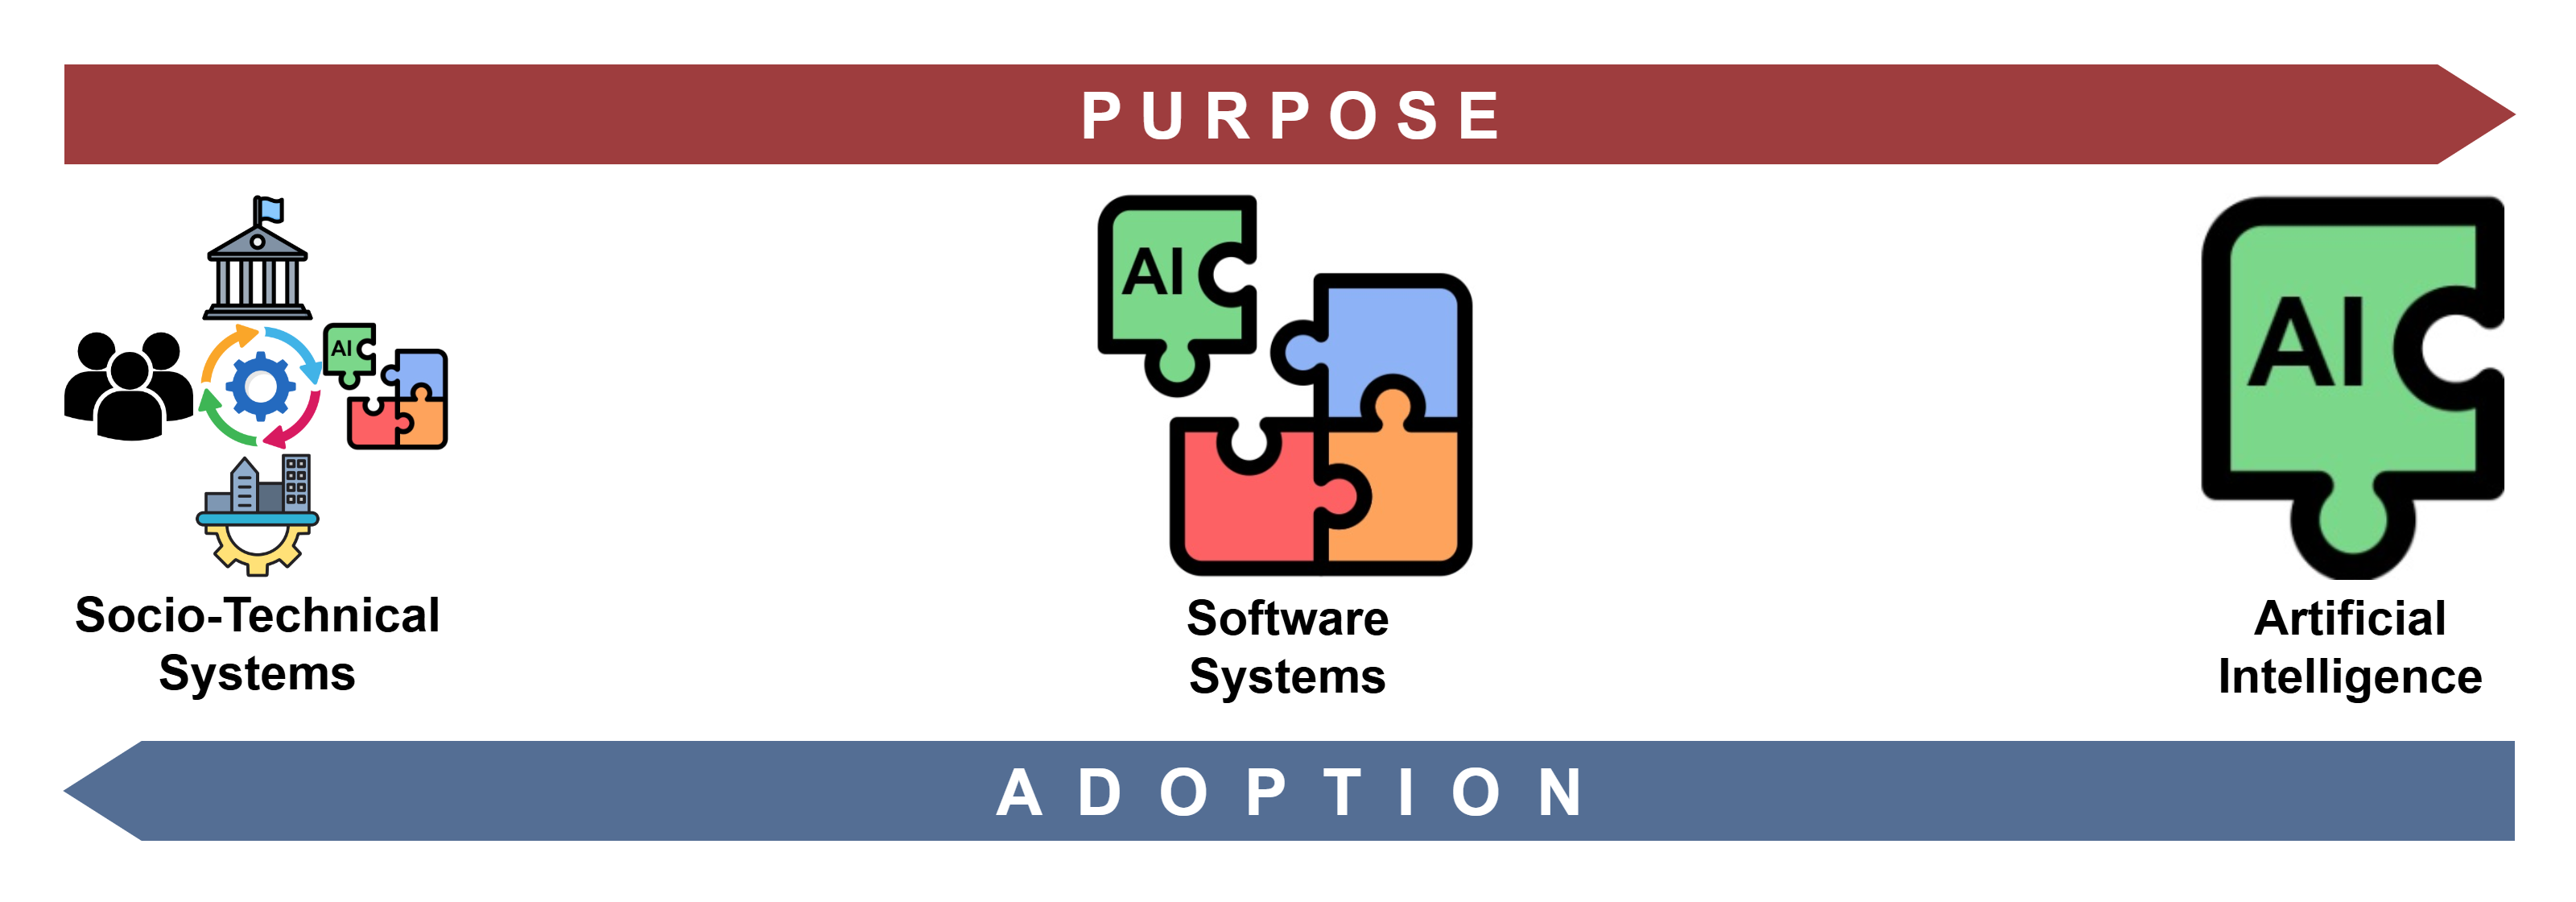 PURPOSE
AI
AI
AI
Socio-Technical
Systems
Software
Systems
Artificial
Intelligence
ADOPTION